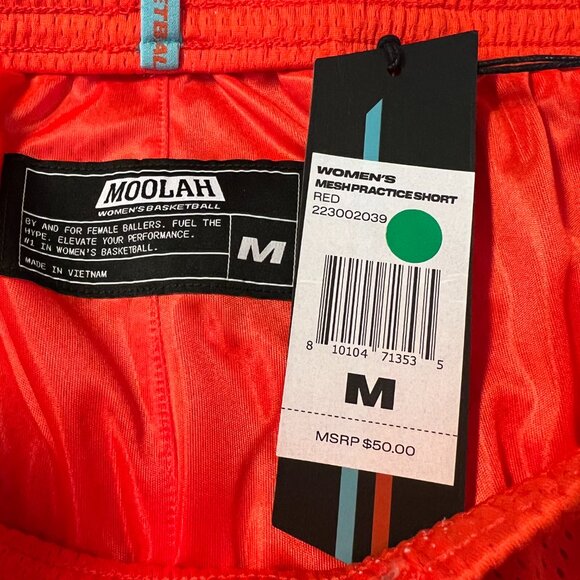 ETBAL
MOOLAH
WOMEN'S BASKETBALL
BY AND FOR FEMALE BALLERS. FUEL THE
HYPE. ELEVATE YOUR PERFORMANCE.
#1 IN WOMEN'S BASKETBALL.
MADE IN VIETNAM
M
WOMEN'S
MESH PRACTICE SHORT
RED
223002039
8 10104 71353 5
M
MSRP $50.00